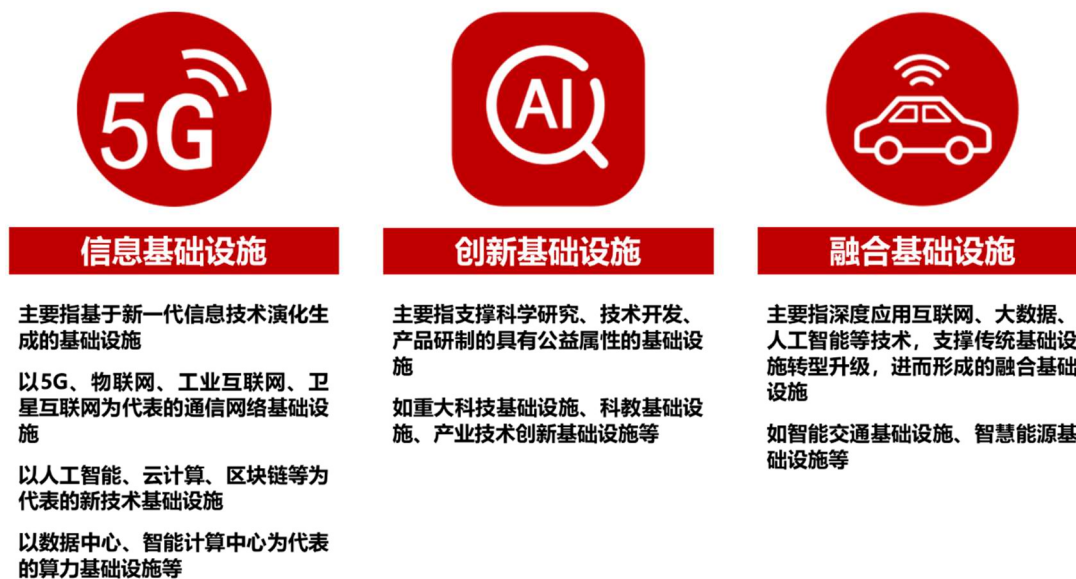 5G
信息基础设施
主要指基于新一代信息技术演化生
成的基础设施
以5G、物联网、工业互联网、卫
星互联网为代表的通信网络基础设
施
以人工智能、云计算、区块链等为
代表的新技术基础设施
以数据中心、智能计算中心为代表
的算力基础设施等
AI
创新基础设施
主要指支撑科学研究、技术开发、
产品研制的具有公益属性的基础设
施
如重大科技基础设施、科教基础设
施、产业技术创新基础设施等
融合基础设施
主要指深度应用互联网、大数据、
人工智能等技术，支撑传统基础设
施转型升级，进而形成的融合基础
设施
如智能交通基础设施、智慧能源基
础设施等